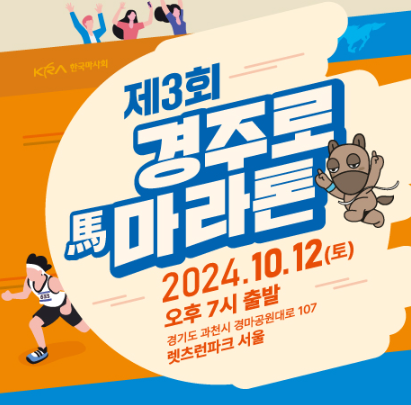 KRA 한국마사회
제3회
경주로
馬마라톤
2024.10.12(토)
오후 7시 출발
경기도 과천시 경마공원대로 107
렛츠런파크 서울
333